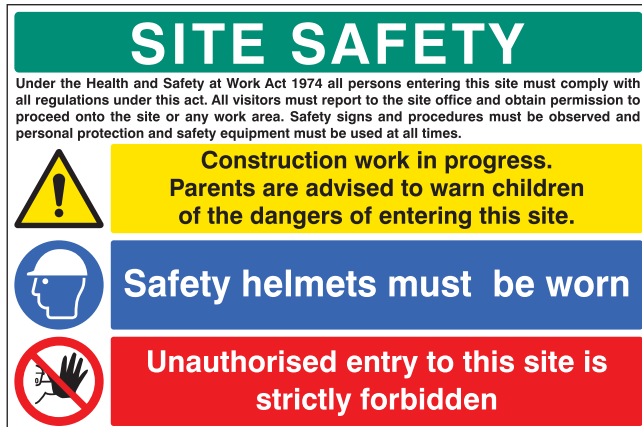 SITE SAFETY
Under the Health and Safety at Work Act 1974 all persons entering this site must comply with
all regulations under this act. All visitors must report to the site office and obtain permission to
proceed onto the site or any work area. Safety signs and procedures must be observed and
personal protection and safety equipment must be used at all times.
Construction work in progress.
Parents are advised to warn children
of the dangers of entering this site.
Safety helmets must be worn
Unauthorised entry to this site is
strictly forbidden